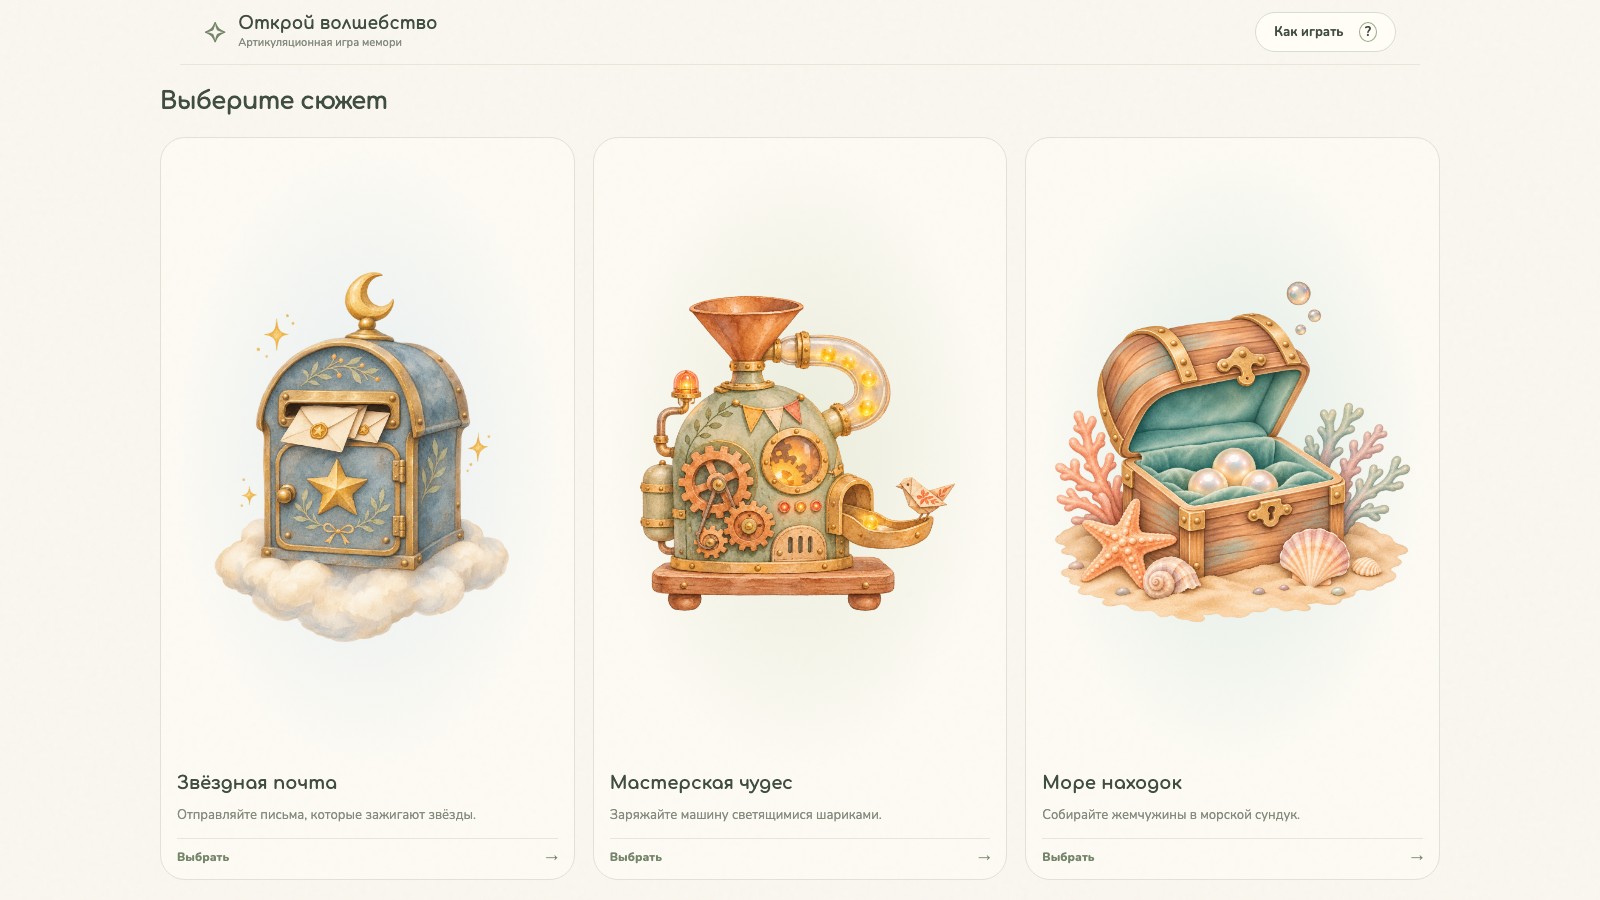 Открой волшебство
Артикуляционная игра мемори
Как играть ?
Выберите сюжет
Звёздная почта
Отправляйте письма, которые зажигают звёзды.
Выбрать →
Мастерская чудес
Заряжайте машину светящимися шариками.
Выбрать →
Море находок
Собирайте жемчужины в морской сундук.
Выбрать →